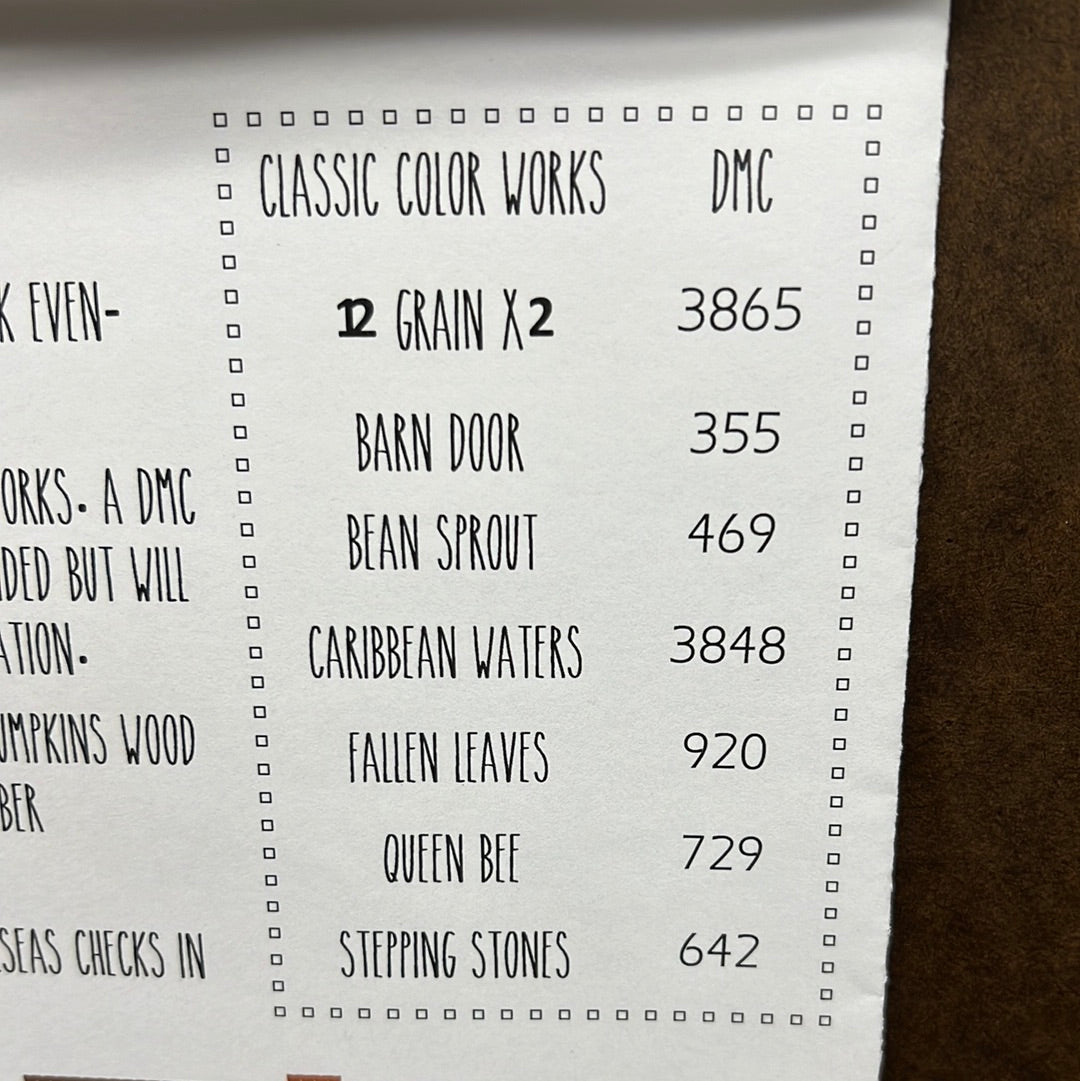 CLASSIC COLOR WORKS DMC
12 GRAIN X2 3865
BARN DOOR 355
BEAN SPROUT 469
CARIBBEAN WATERS 3848
FALLEN LEAVES 920
QUEEN BEE 729
STEPPING STONES 642
K EVEN-
ORKS. A DMC
DED BUT WILL
ATION.
UMPKINS WOOD
BER
SEAS CHECKS IN